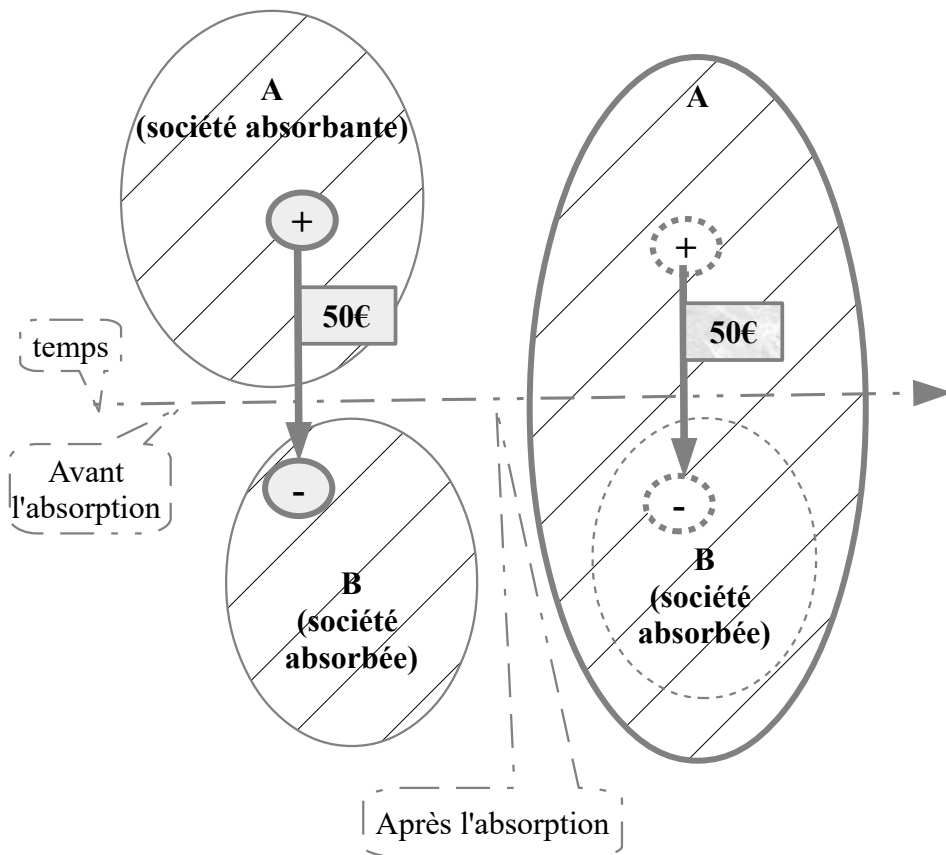 A
(société absorbante)
+
50€
temps
Avant
l'absorption
-
B
(société
absorbée)
A
+
50€
-
B
(société
absorbée)
Après l'absorption